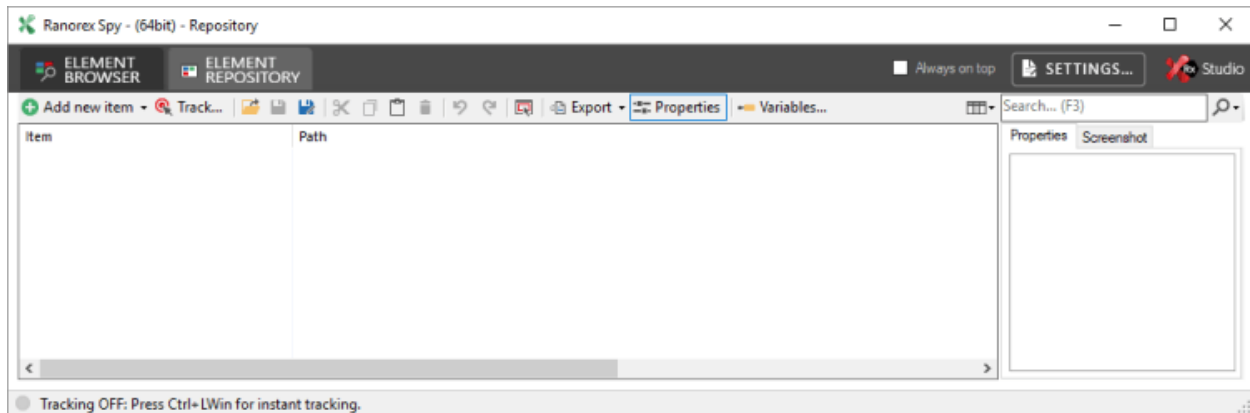 Ranorex Spy - (64bit) - Repository
ELEMENT BROWSER
ELEMENT REPOSITORY
Always on top
SETTINGS...
Rx Studio
Add new item
Track...
Export
Properties
Variables...
Search... (F3)
Item
Path
Properties
Screenshot
Tracking OFF: Press Ctrl+LWin for instant tracking.